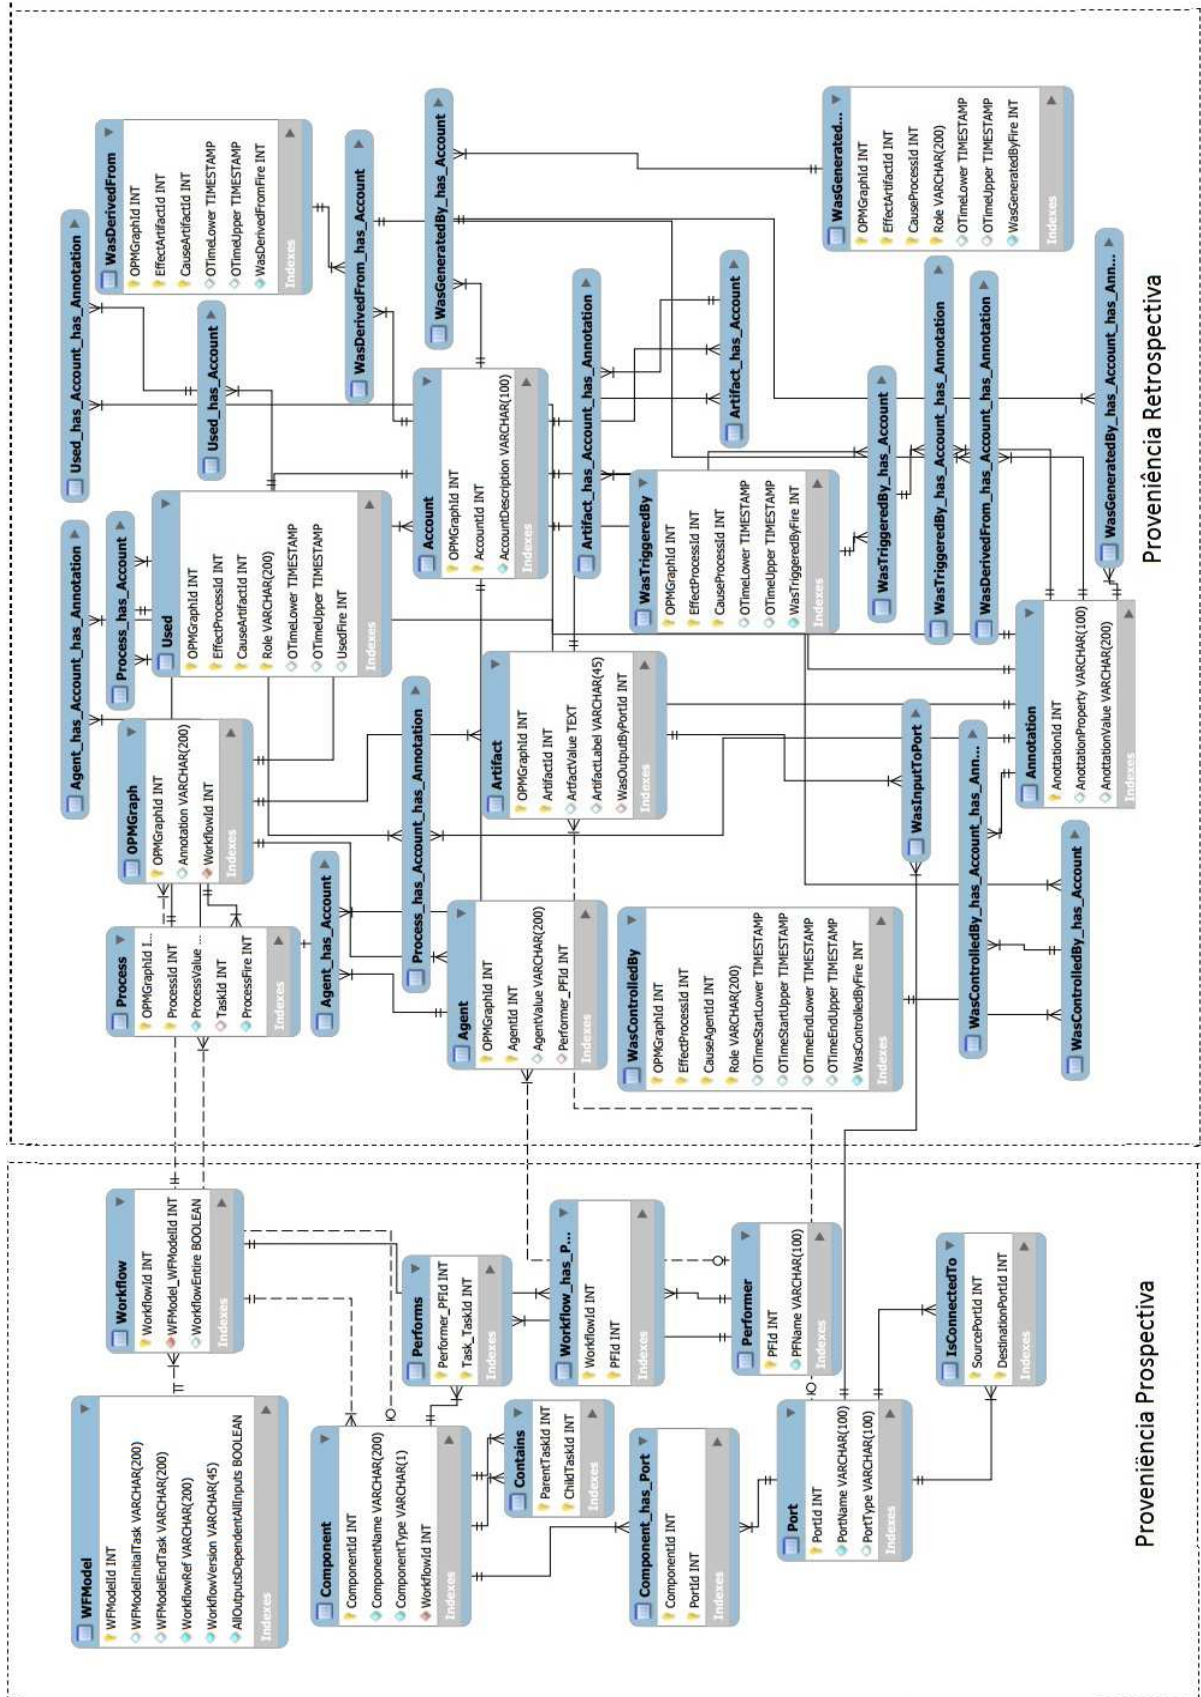 WFModel
WFModelId INT
WFModelInitialTask VARCHAR(200)
WFModelEndTask VARCHAR(200)
WorkflowRef VARCHAR(200)
WorkflowVersion VARCHAR(45)
AllOutputsDependentAllInputs BOOLEAN
Indexes
Workflow
WorkflowId INT
WFModel_WFModelId INT
WorkflowEntire BOOLEAN
Indexes
Component
ComponentId INT
ComponentName VARCHAR(200)
ComponentType VARCHAR(1)
WorkflowId INT
Indexes
Performs
Performer_PFId INT
Task_TaskId INT
Indexes
Contains
ParentTaskId INT
ChildTaskId INT
Indexes
Workflow_has_P...
WorkflowId INT
PFId INT
Indexes
Component_has_Port
ComponentId INT
PortId INT
Indexes
Performer
PFId INT
PFName VARCHAR(100)
Indexes
Port
PortId INT
PortName VARCHAR(100)
PortType VARCHAR(100)
Indexes
IsConnectedTo
SourcePortId INT
DestinationPortId INT
Indexes
Proveniência Prospectiva
Process
OPMGraphId I...
ProcessId INT
ProcessValue ...
TaskId INT
ProcessFire INT
Indexes
OPMGraph
OPMGraphId INT
Annotation VARCHAR(200)
WorkflowId INT
Indexes
Agent_has_Account_has_Annotation
Process_has_Account
Used
OPMGraphId INT
EffectProcessId INT
CauseArtifactId INT
Role VARCHAR(200)
OTimeLower TIMESTAMP
OTimeUpper TIMESTAMP
UsedFire INT
Indexes
Used_has_Account_has_Annotation
Used_has_Account
WasDerivedFrom
OPMGraphId INT
EffectArtifactId INT
CauseArtifactId INT
OTimeLower TIMESTAMP
OTimeUpper TIMESTAMP
WasDerivedFromFire INT
Indexes
Agent_has_Account
Process_has_Account_has_Annotation
WasDerivedFrom_has_Account
WasGeneratedBy_has_Account
Account
OPMGraphId INT
AccountId INT
AccountDescription VARCHAR(100)
Indexes
Agent
OPMGraphId INT
AgentId INT
AgentValue VARCHAR(200)
Performer_PFId INT
Indexes
Artifact
OPMGraphId INT
ArtifactId INT
ArtifactValue TEXT
ArtifactLabel VARCHAR(45)
WasOutputByPortId INT
Indexes
Artifact_has_Account_has_Annotation
Artifact_has_Account
WasTriggeredBy
OPMGraphId INT
EffectProcessId INT
CauseProcessId INT
OTimeLower TIMESTAMP
OTimeUpper TIMESTAMP
WasTriggeredByFire INT
Indexes
WasControlledBy
OPMGraphId INT
EffectProcessId INT
CauseAgentId INT
Role VARCHAR(200)
OTimeStartLower TIMESTAMP
OTimeStartUpper TIMESTAMP
OTimeEndLower TIMESTAMP
OTimeEndUpper TIMESTAMP
WasControlledByFire INT
Indexes
WasGenerated...
OPMGraphId INT
EffectArtifactId INT
CauseProcessId INT
Role VARCHAR(200)
OTimeLower TIMESTAMP
OTimeUpper TIMESTAMP
WasGeneratedByFire INT
Indexes
WasTriggeredBy_has_Account
WasTriggeredBy_has_Account_has_Annotation
WasDerivedFrom_has_Account_has_Annotation
WasInputToPort
WasControlledBy_has_Account_has_Ann...
WasControlledBy_has_Account
Annotation
AnottationId INT
AnottationProperty VARCHAR(100)
AnottationValue VARCHAR(200)
Indexes
WasGeneratedBy_has_Account_has_Ann...
Proveniência Retrospectiva